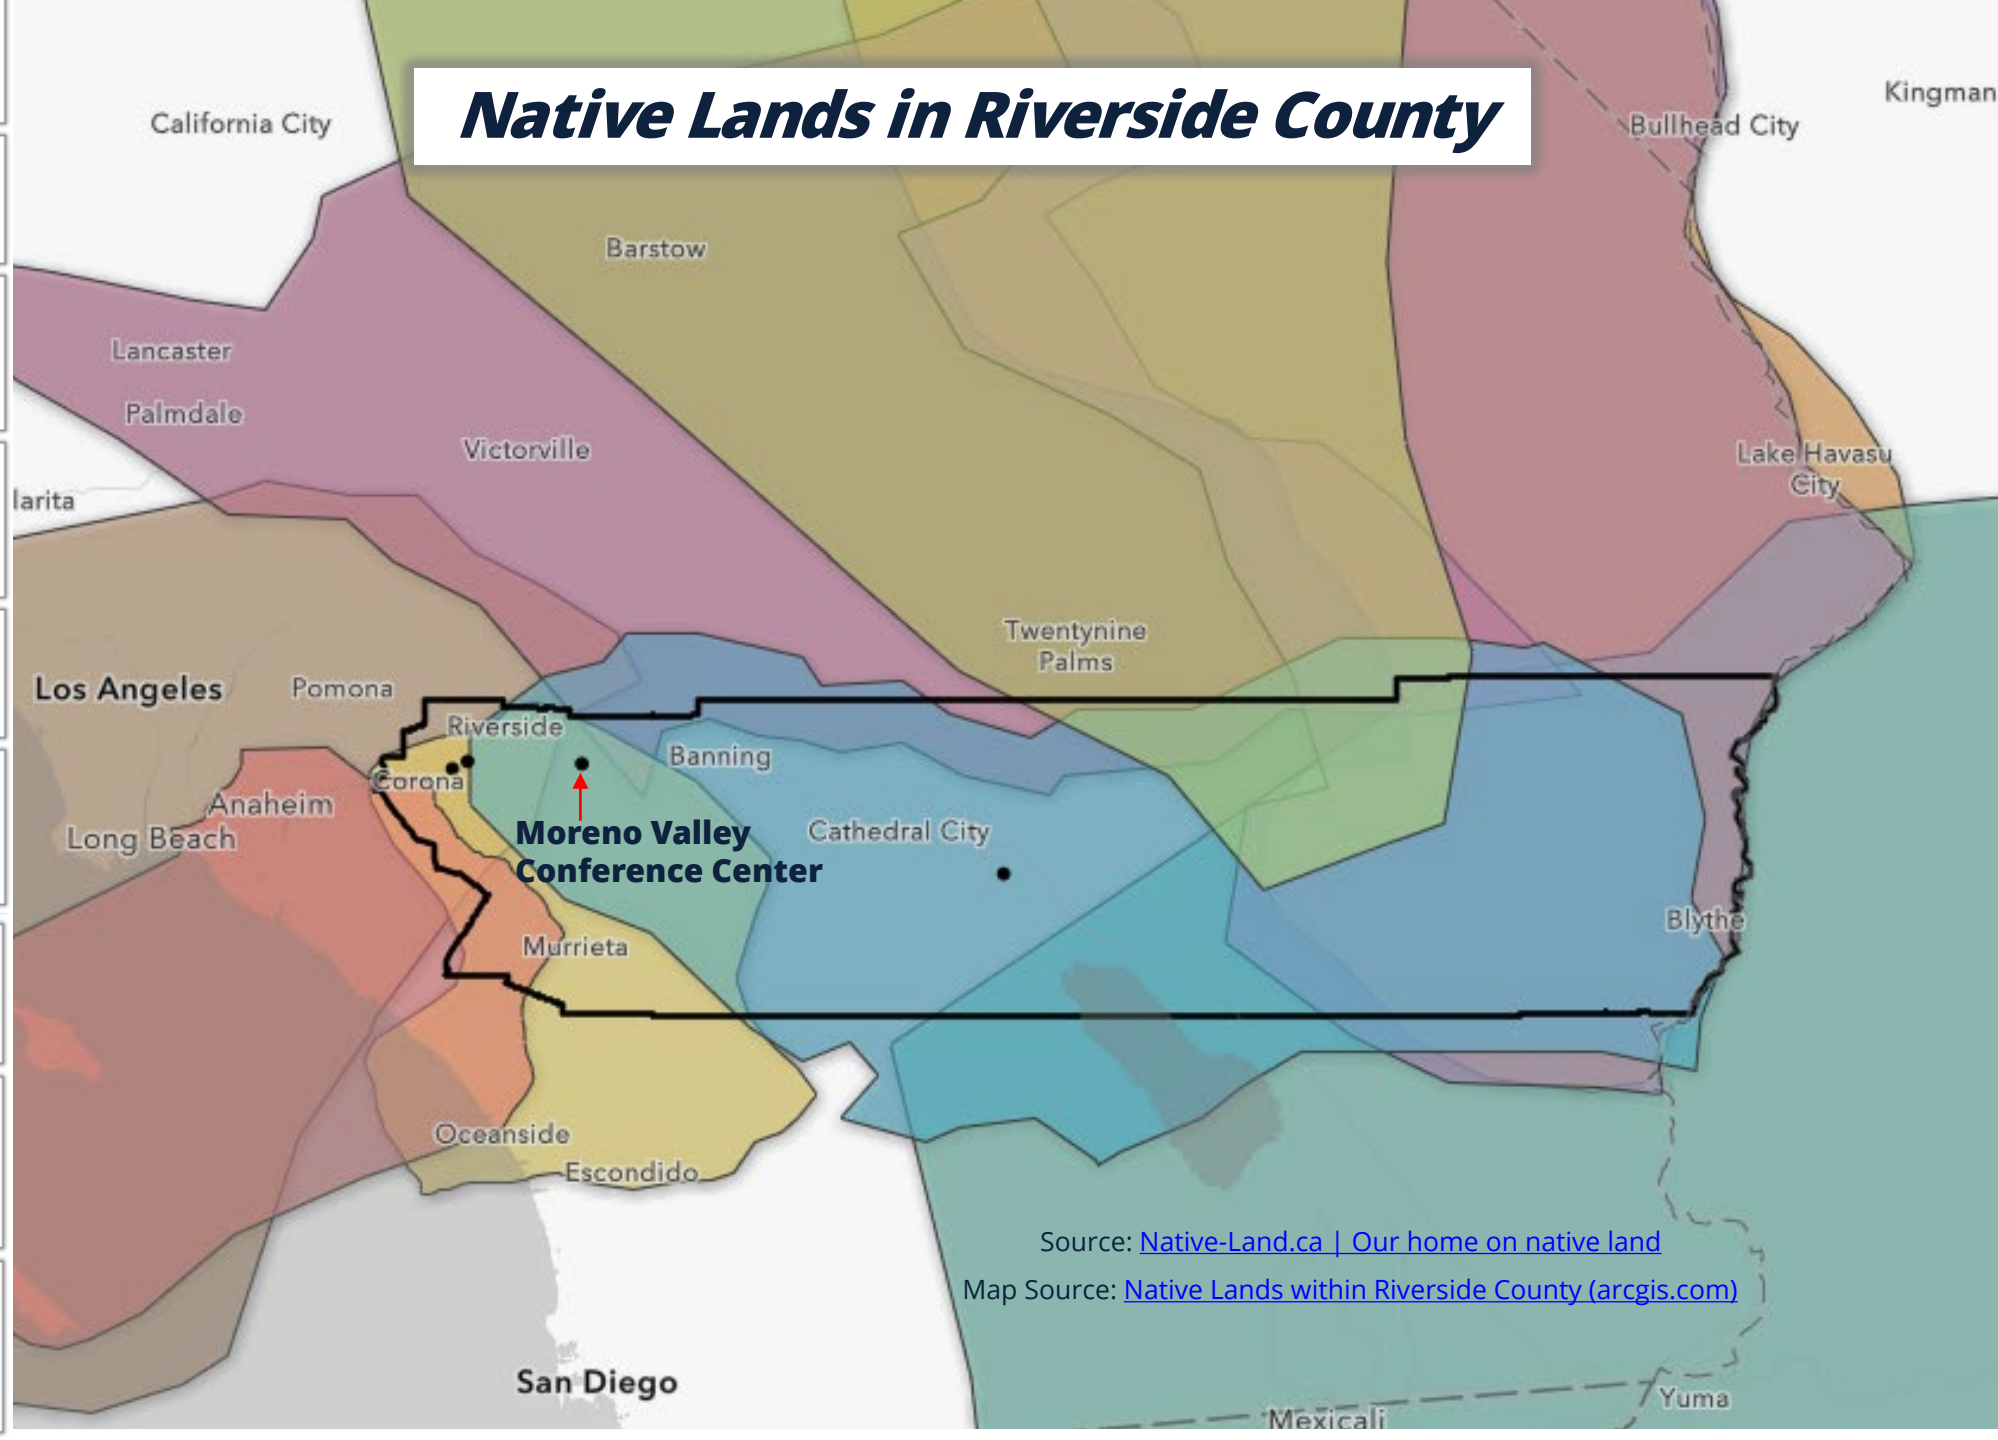 Native Lands in Riverside County
Kingman
California City
Bullhead City
Barstow
Lancaster
Palmdale
Victorville
Lake Havasu
City
larita
Twentynine
Palms
Los Angeles
Pomona
Riverside
Banning
Corona
Anaheim
Long Beach
Moreno Valley
Conference Center
Cathedral City
Blythe
Murrieta
Oceanside
Escondido
Source: Native-Land.ca | Our home on native land
Map Source: Native Lands within Riverside County (arcgis.com)
San Diego
Yuma
Mexicali